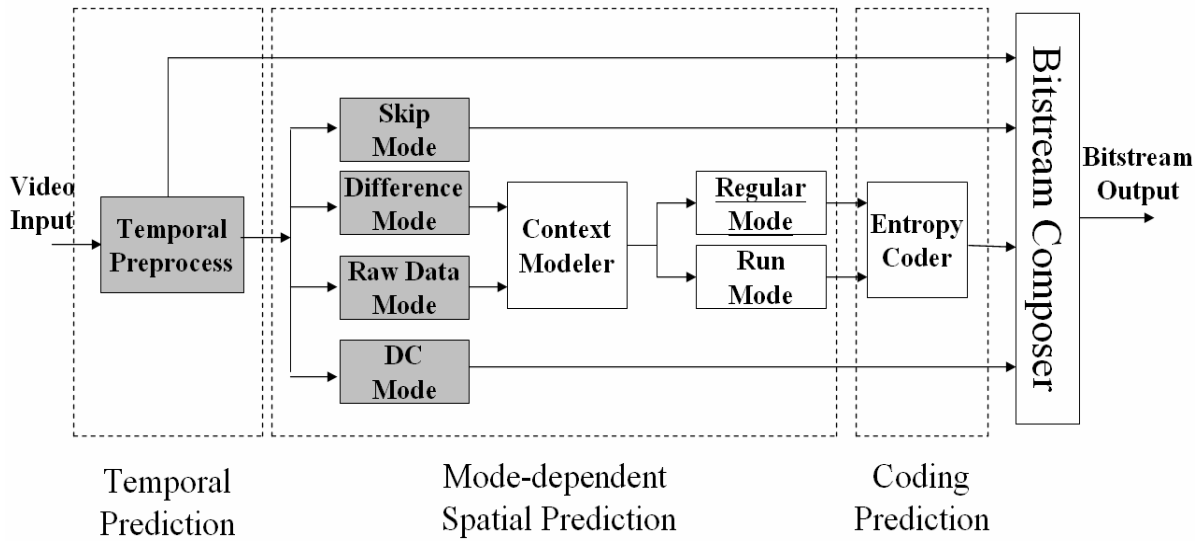 Video
Input
Temporal
Preprocess
Skip
Mode
Difference
Mode
Raw Data
Mode
DC
Mode
Context
Modeler
Regular
Mode
Run
Mode
Entropy
Coder
Bitstream Composer
Bitstream
Output
Temporal
Prediction
Mode-dependent
Spatial Prediction
Coding
Prediction